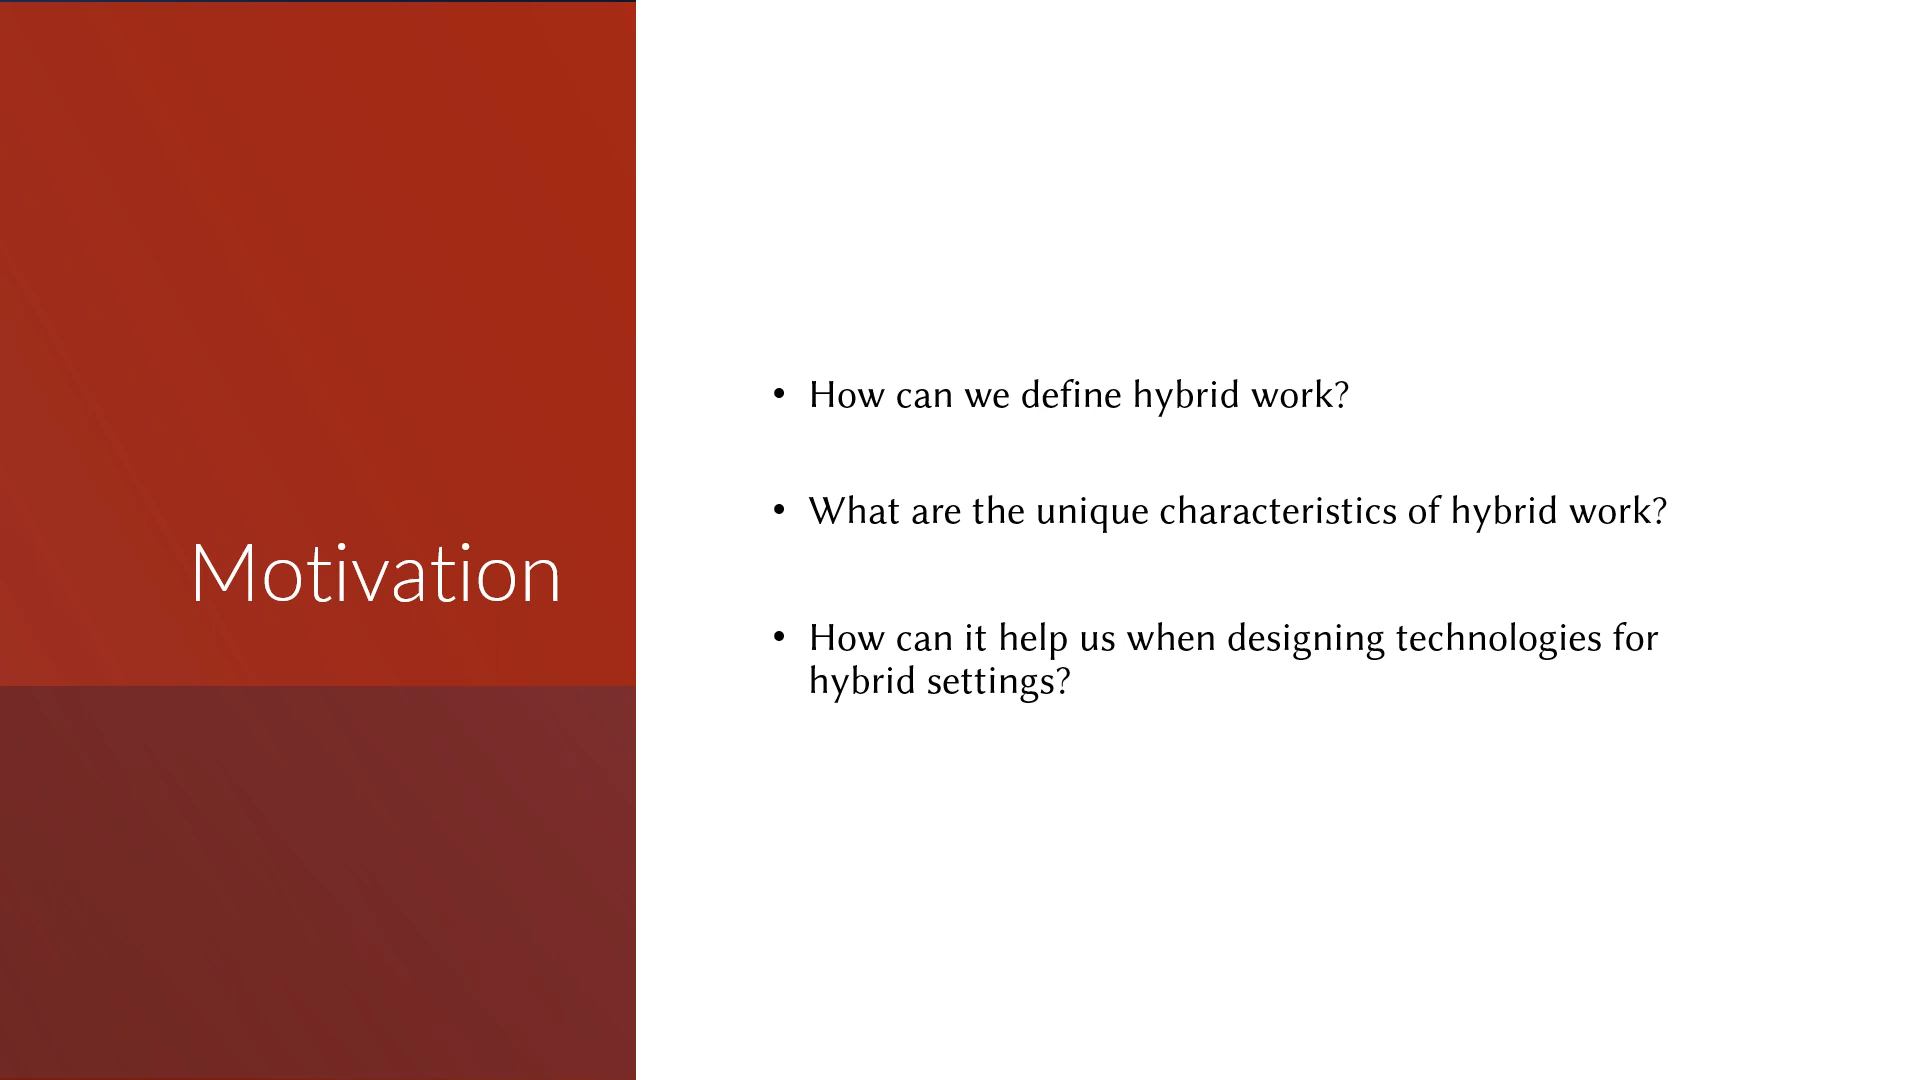 Motivation
• How can we define hybrid work?
• What are the unique characteristics of hybrid work?
• How can it help us when designing technologies for
hybrid settings?